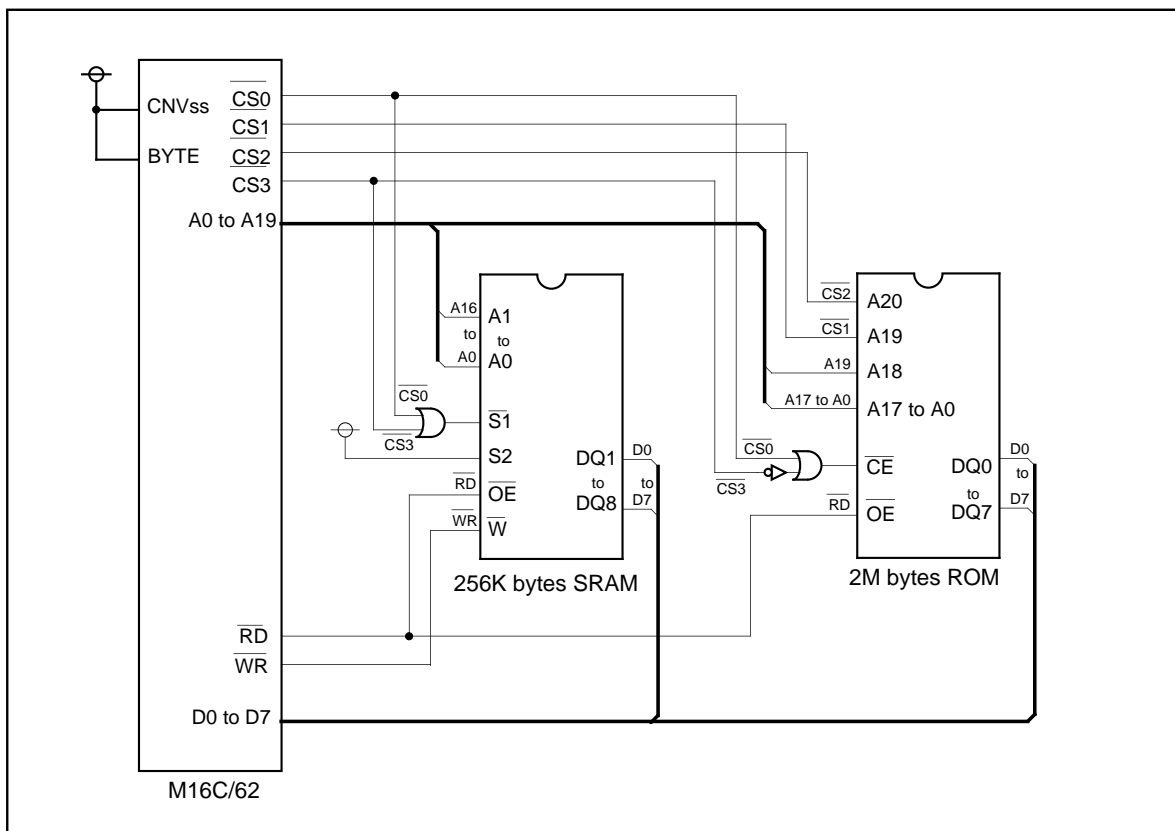 CNVss
BYTE
CS0
CS1
CS2
CS3
A0 to A19
A16
to
A0
A1
to
A0
CS0
CS3
S1
S2
RD
OE
WR
W
DQ1
to
DQ8
D0
to
D7
256K bytes SRAM
CS2
A20
CS1
A19
A19
A18
A17 to A0
A17 to A0
CS0
CS3
CE
RD
OE
DQ0
to
DQ7
D0
to
D7
2M bytes ROM
RD
WR
D0 to D7
M16C/62